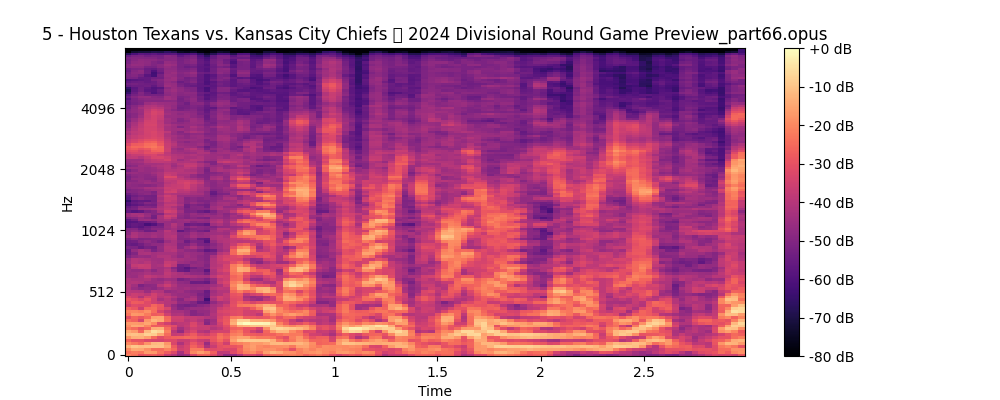 5 - Houston Texans vs. Kansas City Chiefs  2024 Divisional Round Game Preview_part66.opus
+0 dB
-10 dB
-20 dB
-30 dB
-40 dB
-50 dB
-60 dB
-70 dB
-80 dB
4096
2048
1024
512
0
Hz
0
0.5
1
1.5
2
2.5
Time